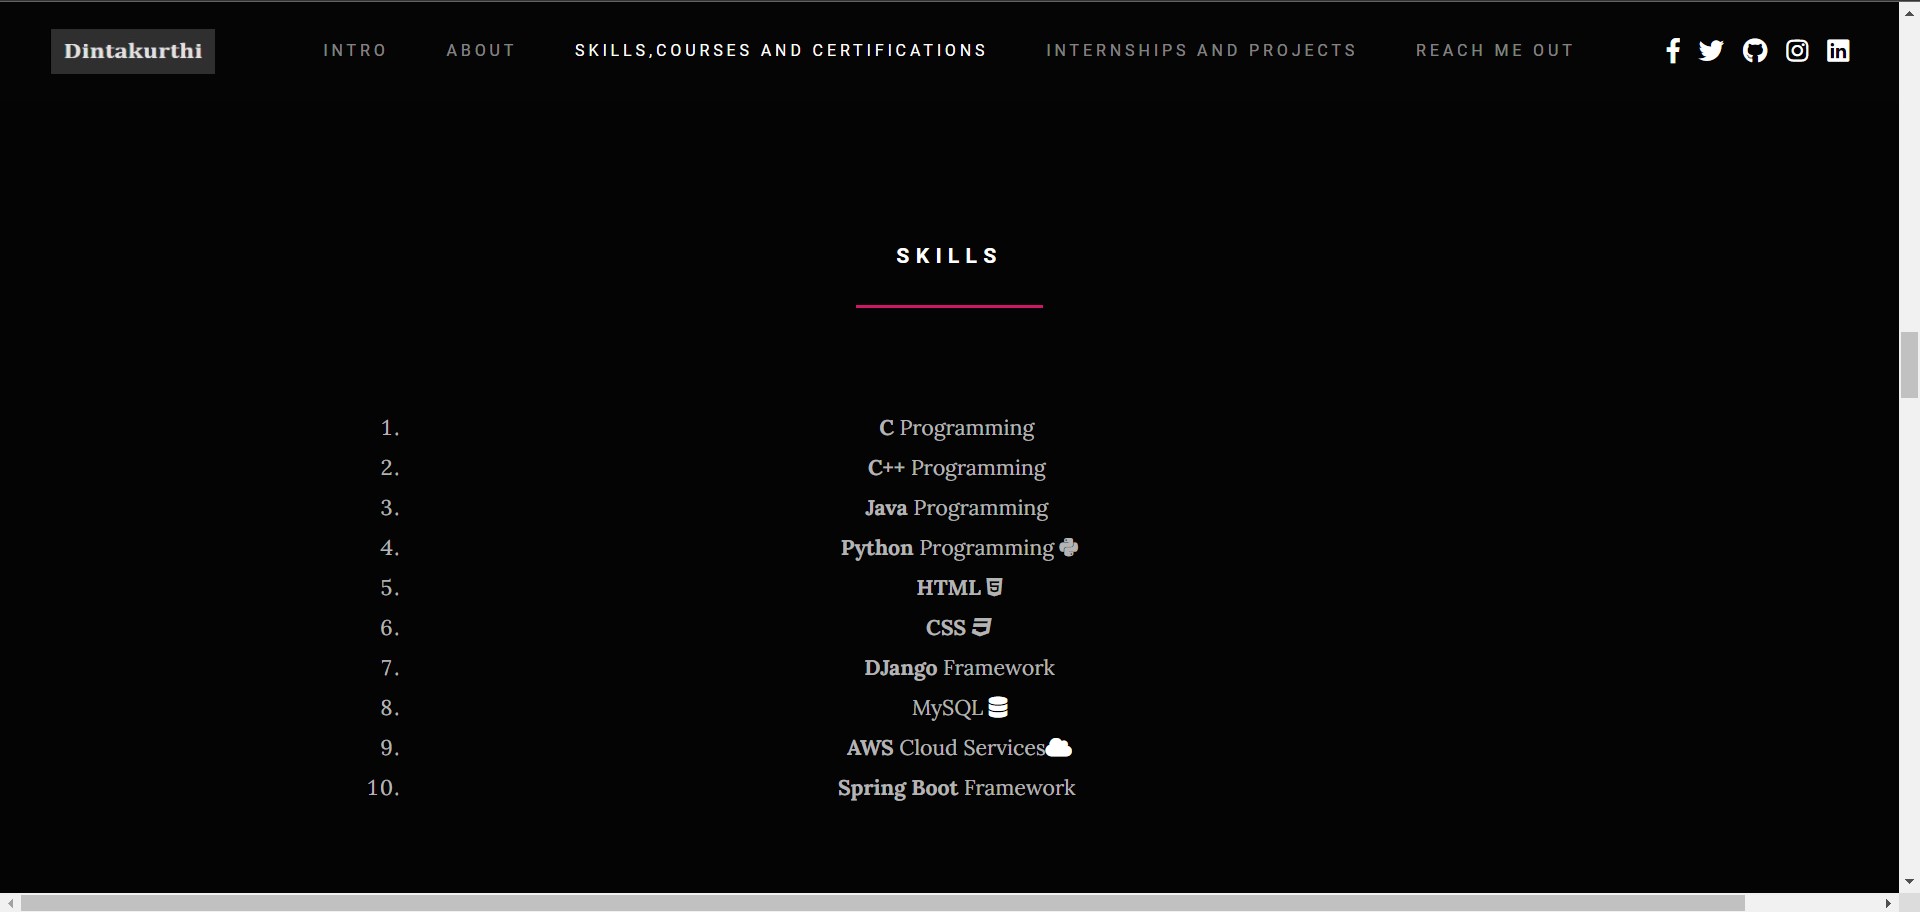 Dintakurthi
INTRO
ABOUT
SKILLS,COURSES AND CERTIFICATIONS
INTERNSHIPS AND PROJECTS
REACH ME OUT
SKILLS
1. C Programming
2. C++ Programming
3. Java Programming
4. Python Programming
5. HTML
6. CSS
7. DJango Framework
8. MySQL
9. AWS Cloud Services
10. Spring Boot Framework